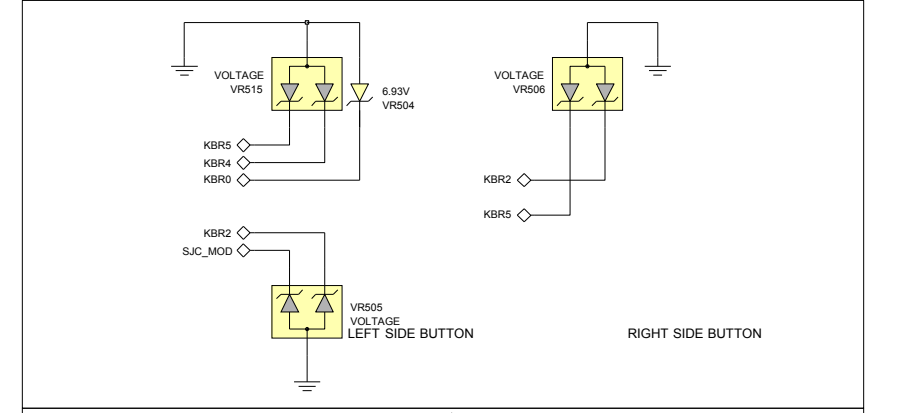 VOLTAGE
VR515
6.93V
VR504
KBR5
KBR4
KBR0
VOLTAGE
VR506
KBR2
KBR5
KBR2
SJC_MOD
VR505
VOLTAGE
LEFT SIDE BUTTON
RIGHT SIDE BUTTON